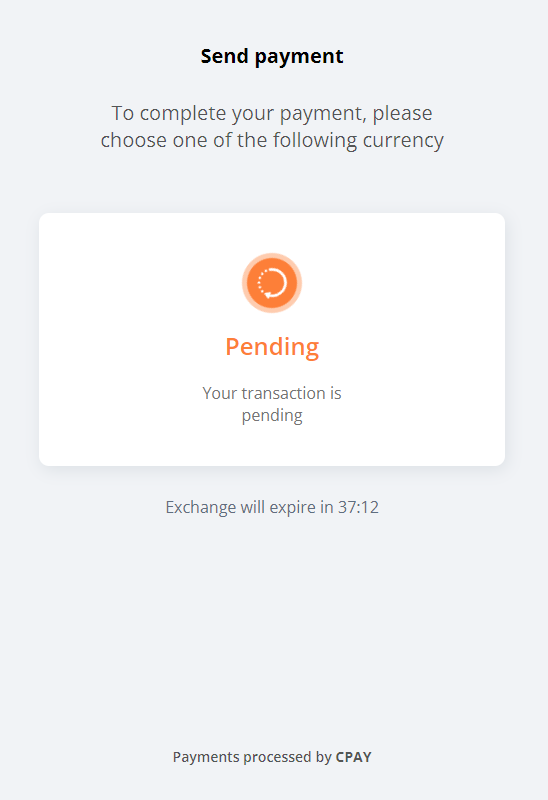 Send payment
To complete your payment, please
choose one of the following currency
Pending
Your transaction is
pending
Exchange will expire in 37:12
Payments processed by CPAY